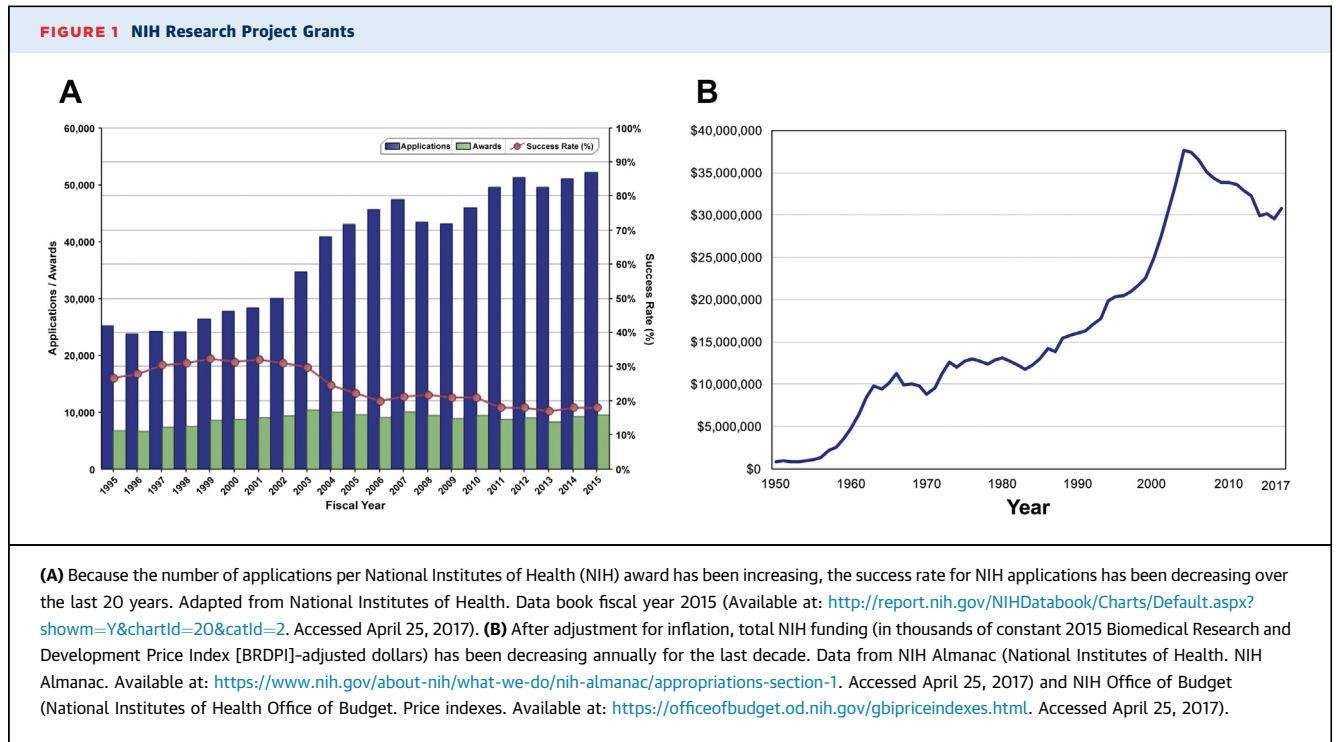 FIGURE 1 NIH Research Project Grants
A
60,000
50,000
40,000
30,000
20,000
10,000
0
Applications / Awards
Applications Awards Success Rate (%)
100%
90%
80%
70%
60%
50%
40%
30%
20%
10%
0%
Success Rate (%)
1995 1996 1997 1998 1999 2000 2001 2002 2003 2004 2005 2006 2007 2008 2009 2010 2011 2012 2013 2014 2015
Fiscal Year
B
$40,000,000
$35,000,000
$30,000,000
$25,000,000
$20,000,000
$15,000,000
$10,000,000
$5,000,000
$0
1950 1960 1970 1980 1990 2000 2010 2017
Year
(A) Because the number of applications per National Institutes of Health (NIH) award has been increasing, the success rate for NIH applications has been decreasing over
the last 20 years. Adapted from National Institutes of Health. Data book fiscal year 2015 (Available at: http://report.nih.gov/NIHDatabook/Charts/Default.aspx?
showm=Y&chartId=20&catId=2. Accessed April 25, 2017). (B) After adjustment for inflation, total NIH funding (in thousands of constant 2015 Biomedical Research and
Development Price Index [BRDPI]-adjusted dollars) has been decreasing annually for the last decade. Data from NIH Almanac (National Institutes of Health. NIH
Almanac. Available at: https://www.nih.gov/about-nih/what-we-do/nih-almanac/appropriations-section-1. Accessed April 25, 2017) and NIH Office of Budget
(National Institutes of Health Office of Budget. Price indexes. Available at: https://officeofbudget.od.nih.gov/gbipriceindexes.html. Accessed April 25, 2017).